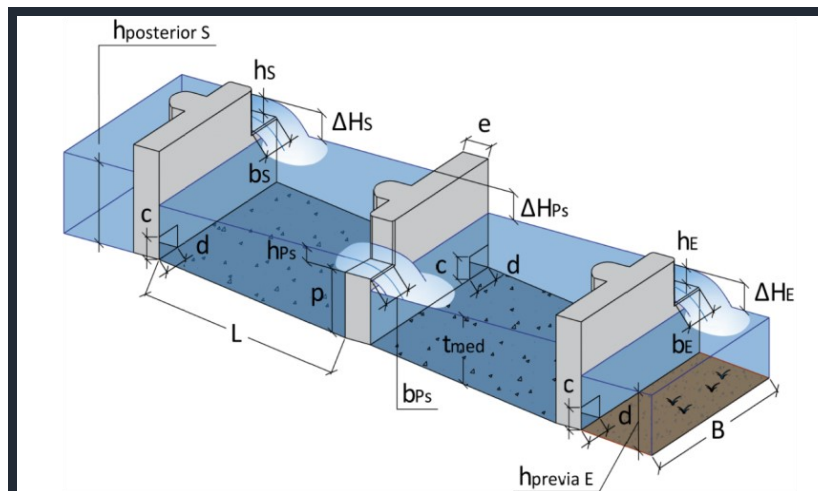 hposterior S
hS
ΔHS
bS
e
ΔHPs
c
d
hPs
c
d
hE
ΔHE
p
L
tmed
bE
bPs
c
d
B
hprevia E